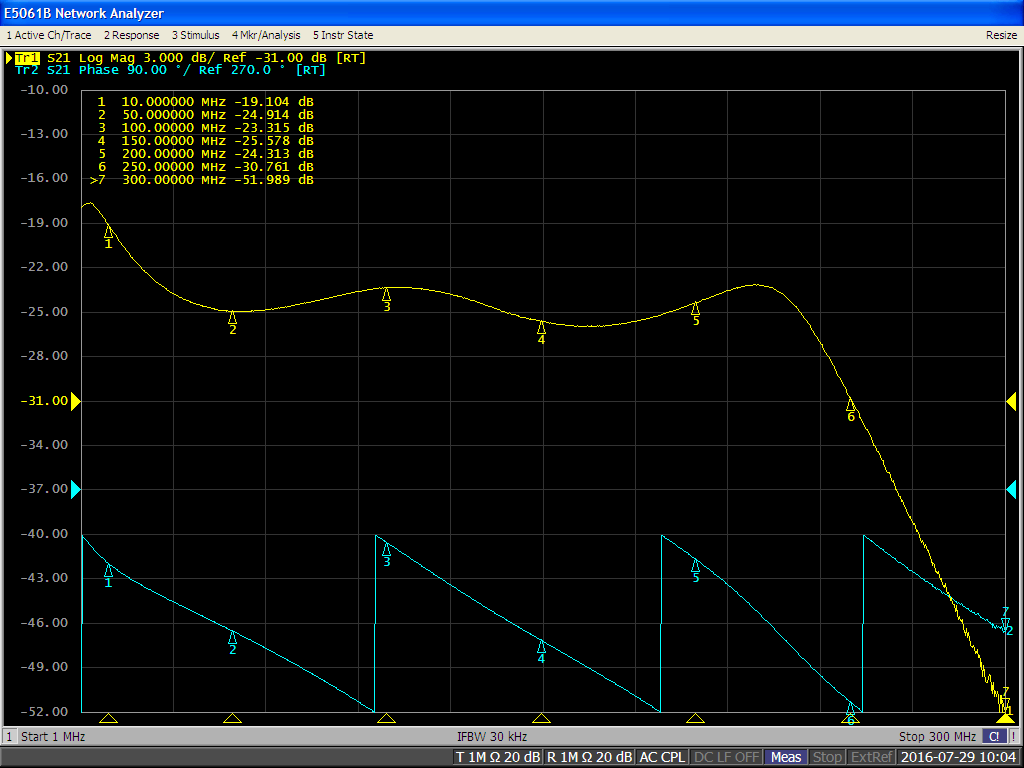 E5061B Network Analyzer
1 Active Ch/Trace 2 Response 3 Stimulus 4 Mkr/Analysis 5 Instr State Resize
Tr1 S21 Log Mag 3.000 dB/ Ref -31.00 dB [RT]
Tr2 S21 Phase 90.00 °/ Ref 270.0 ° [RT]
-10.00
1 10.000000 MHz -19.104 dB
2 50.000000 MHz -24.914 dB
3 100.00000 MHz -23.315 dB
-13.00
4 150.00000 MHz -25.578 dB
5 200.00000 MHz -24.313 dB
6 250.00000 MHz -30.761 dB
-16.00
>7 300.00000 MHz -51.989 dB
-19.00
1
-22.00
3
-25.00
5
2
4
-28.00
-31.00
6
-34.00
-37.00
-40.00
3
-43.00
1
5
7
-46.00
2
2
4
-49.00
7
-52.00
1
6
1 Start 1 MHz IFBW 30 kHz Stop 300 MHz C! !
T 1M Ω 20 dB R 1M Ω 20 dB AC CPL DC LF OFF Meas Stop ExtRef 2016-07-29 10:04